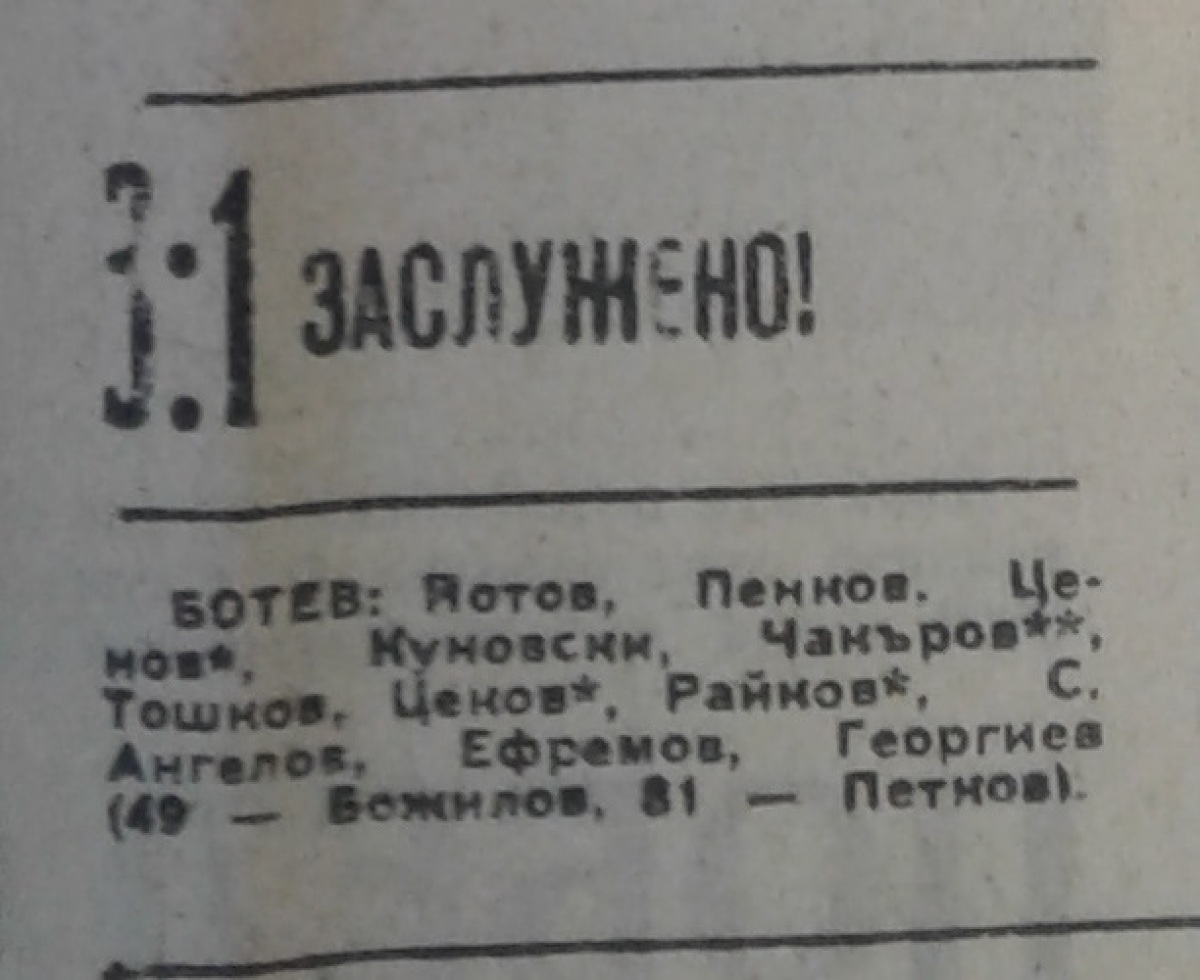 3:1 ЗАСЛУЖЕНО!
БОТЕВ: Йотов, Пенков. Це-
нов*, Куновски, Чакъров**,
Тошков, Ценов*, Райков*, С.
Ангелов, Ефремов, Георгиев
(49 — Божилов, 81 — Петков).